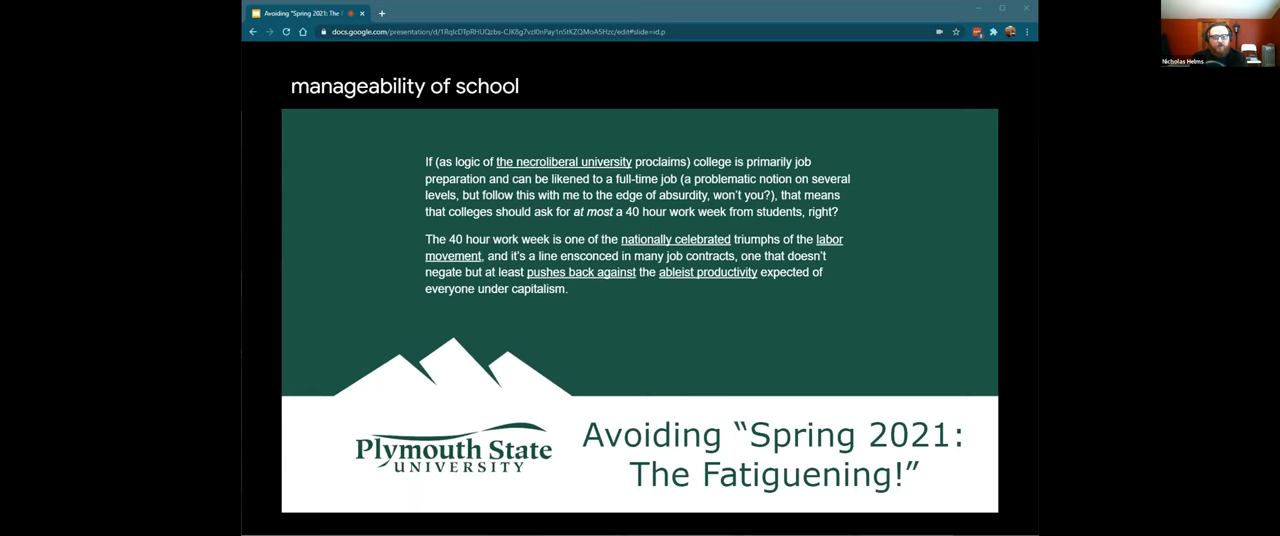 Avoiding "Spring 2021: The
docs.google.com/presentation/d/
Nicholas Helms
manageability of school
If (as logic of the necroliberal university proclaims) college is primarily job
preparation and can be likened to a full-time job (a problematic notion on several
levels, but follow this with me to the edge of absurdity, won't you?), that means
that colleges should ask for at most a 40 hour work week from students, right?
The 40 hour work week is one of the nationally celebrated triumphs of the labor
movement, and it's a line ensconced in many job contracts, one that doesn't
negate but at least pushes back against the ableist productivity expected of
everyone under capitalism.
Plymouth State
UNIVERSITY
Avoiding “Spring 2021:
The Fatiguening!”